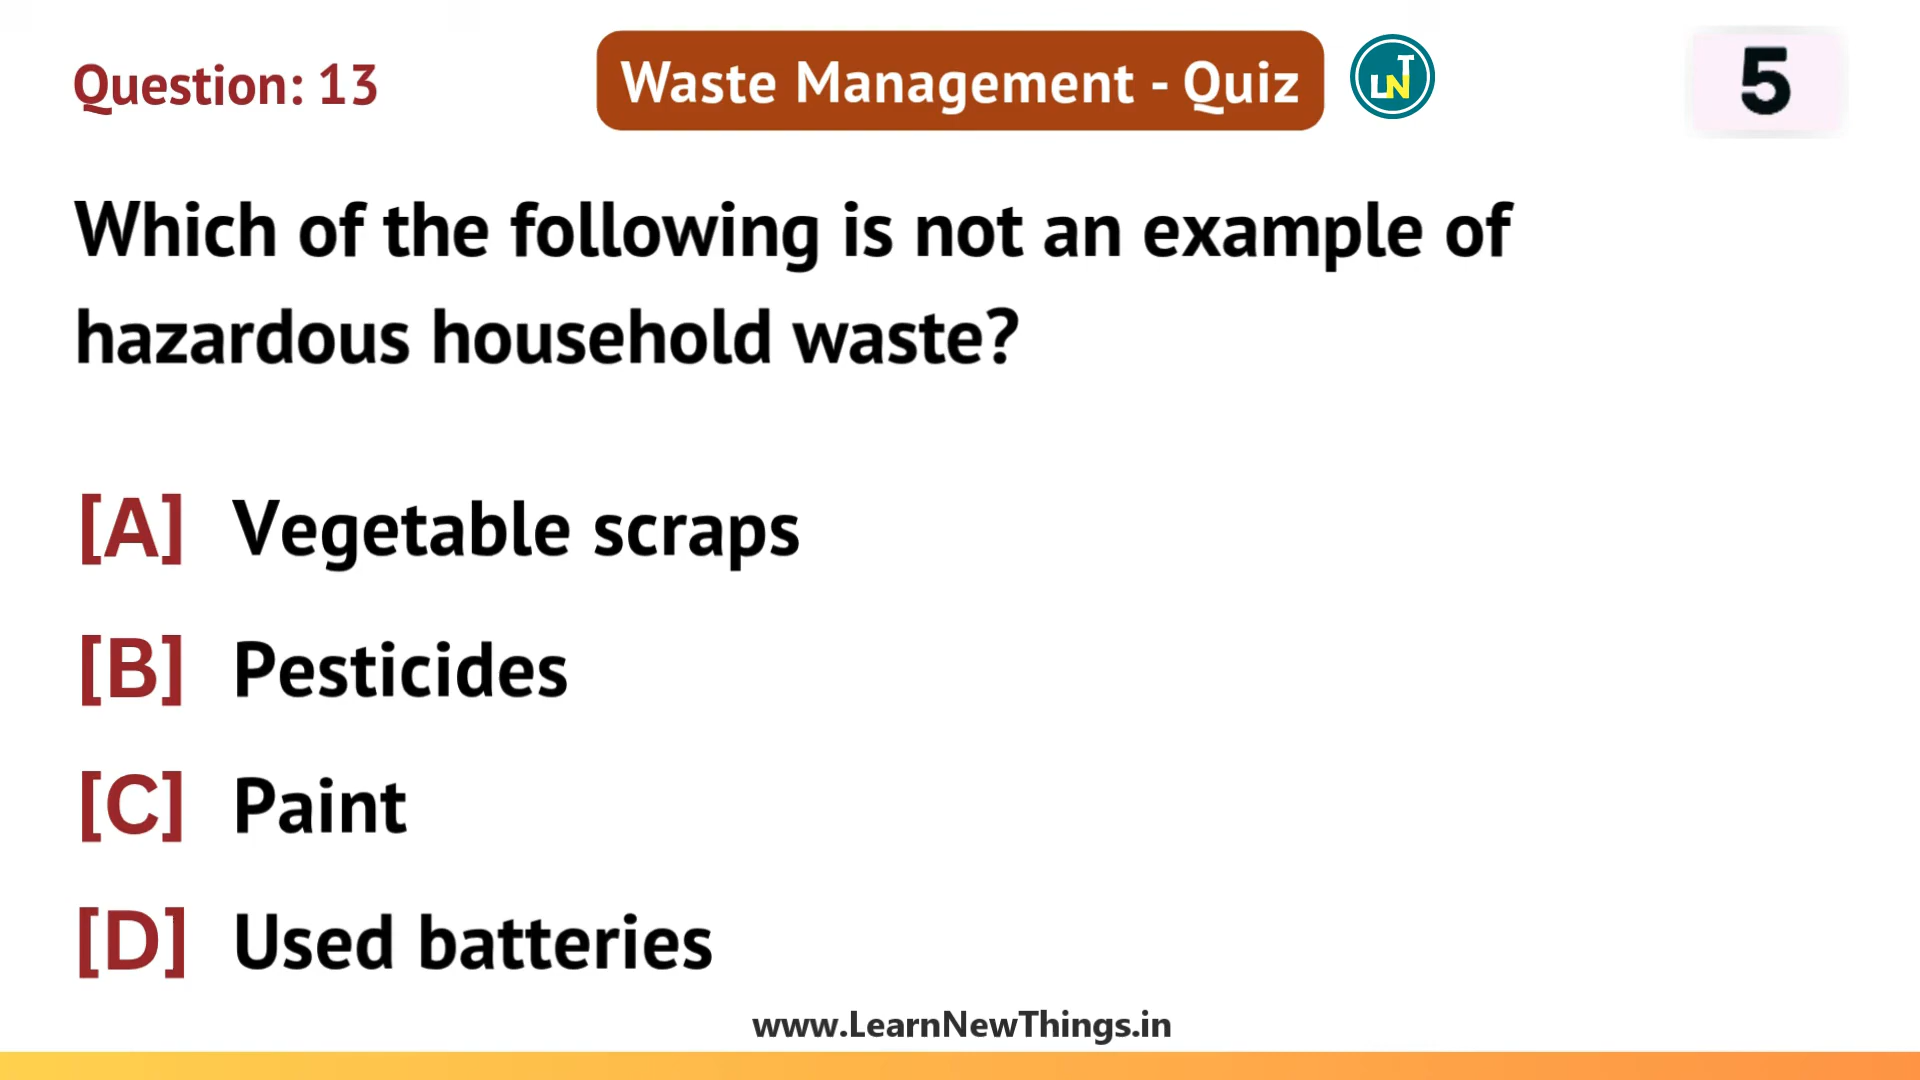 Question: 13
Waste Management - Quiz
LNT
5
Which of the following is not an example of
hazardous household waste?
[A] Vegetable scraps
[B] Pesticides
[C] Paint
[D] Used batteries
www.LearnNewThings.in